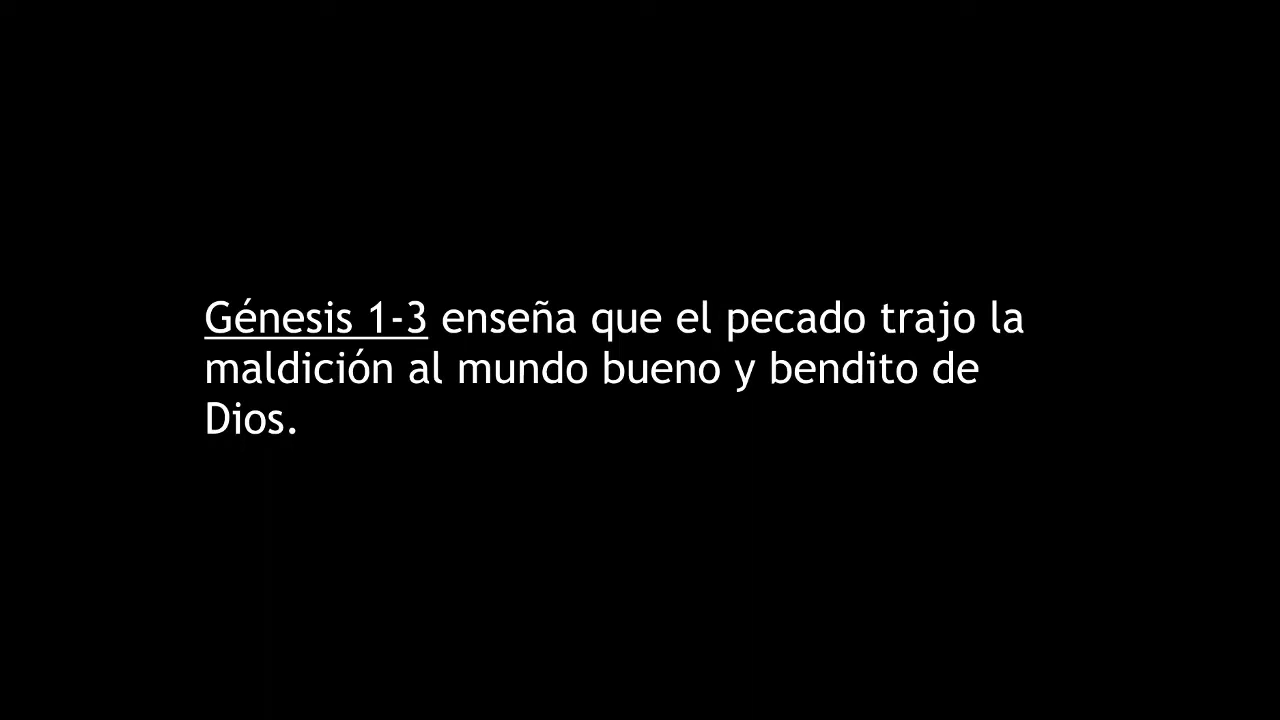 Génesis 1-3 enseña que el pecado trajo la
maldición al mundo bueno y bendito de
Dios.